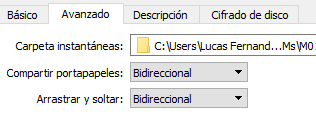 Básico Avanzado Descripción Cifrado de disco
Carpeta instantáneas: C:\Users\Lucas Fernand...Ms\M0
Compartir portapapeles: Bidireccional
Arrastrar y soltar: Bidireccional